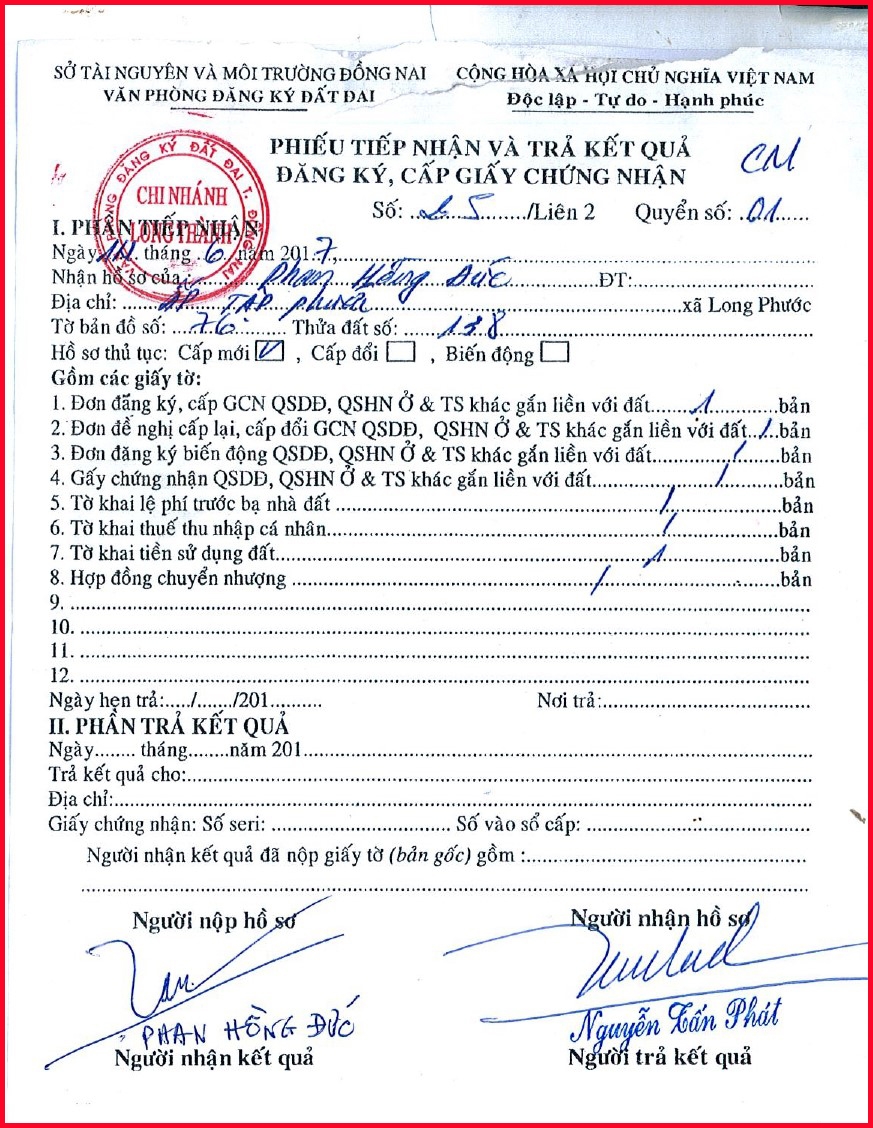 SỞ TÀI NGUYÊN VÀ MÔI TRƯỜNG ĐỒNG NAI
VĂN PHÒNG ĐĂNG KÝ ĐẤT ĐAI
CỘNG HÒA XÃ HỘI CHỦ NGHĨA VIỆT NAM
Độc lập - Tự do - Hạnh phúc
PHIẾU TIẾP NHẬN VÀ TRẢ KẾT QUẢ
ĐĂNG KÝ, CẤP GIẤY CHỨNG NHẬN
CM
VĂN PHÒNG ĐĂNG KÝ ĐẤT ĐAI T. ĐỒNG NAI
CHI NHÁNH
LONG THÀNH
Số: ..25....../Liên 2 Quyển số: .01......
I. PHẦN TIẾP NHẬN
Ngày 14 tháng 6 năm 2017,
Nhận hồ sơ của: Phan Hồng Đức ĐT:
Địa chỉ: ấp Tập Phước xã Long Phước
Tờ bản đồ số: 76 Thửa đất số: 138
Hồ sơ thủ tục: Cấp mới ☑ , Cấp đổi ☐ , Biến động ☐
Gồm các giấy tờ:
1. Đơn đăng ký, cấp GCN QSDĐ, QSHN Ở & TS khác gắn liền với đất.......1.......bản
2. Đơn đề nghị cấp lại, cấp đổi GCN QSDĐ, QSHN Ở & TS khác gắn liền với đất../..bản
3. Đơn đăng ký biến động QSDĐ, QSHN Ở & TS khác gắn liền với đất......./.......bản
4. Gấy chứng nhận QSDĐ, QSHN Ở & TS khác gắn liền với đất......./.......bản
5. Tờ khai lệ phí trước bạ nhà đất ......./.......bản
6. Tờ khai thuế thu nhập cá nhân......./.......bản
7. Tờ khai tiền sử dụng đất.......1.......bản
8. Hợp đồng chuyển nhượng ......./.......bản
9. .......
10. .......
11. .......
12. .......
Ngày hẹn trả:...../......./201.......... Nơi trả:.......
II. PHẦN TRẢ KẾT QUẢ
Ngày........ tháng........năm 201.......
Trả kết quả cho:.......
Địa chỉ:.......
Giấy chứng nhận: Số seri: ....... Số vào sổ cấp: .......
Người nhận kết quả đã nộp giấy tờ (bản gốc) gồm :.......
Người nộp hồ sơ
Người nhận hồ sơ
PHAN HỒNG ĐỨC
Nguyễn Tấn Phát
Người nhận kết quả
Người trả kết quả